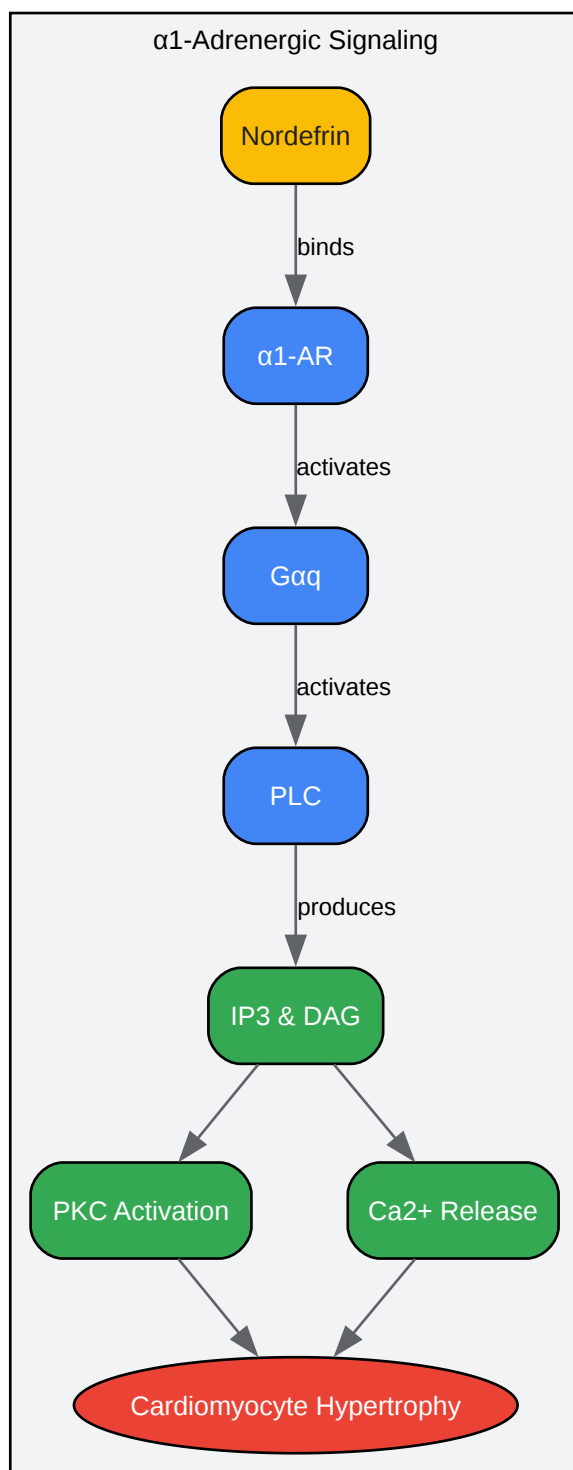 α1-Adrenergic Signaling
Nordefrin
binds
α1-AR
activates
Gαq
activates
PLC
produces
IP3 & DAG
PKC Activation
Ca2+ Release
Cardiomyocyte Hypertrophy